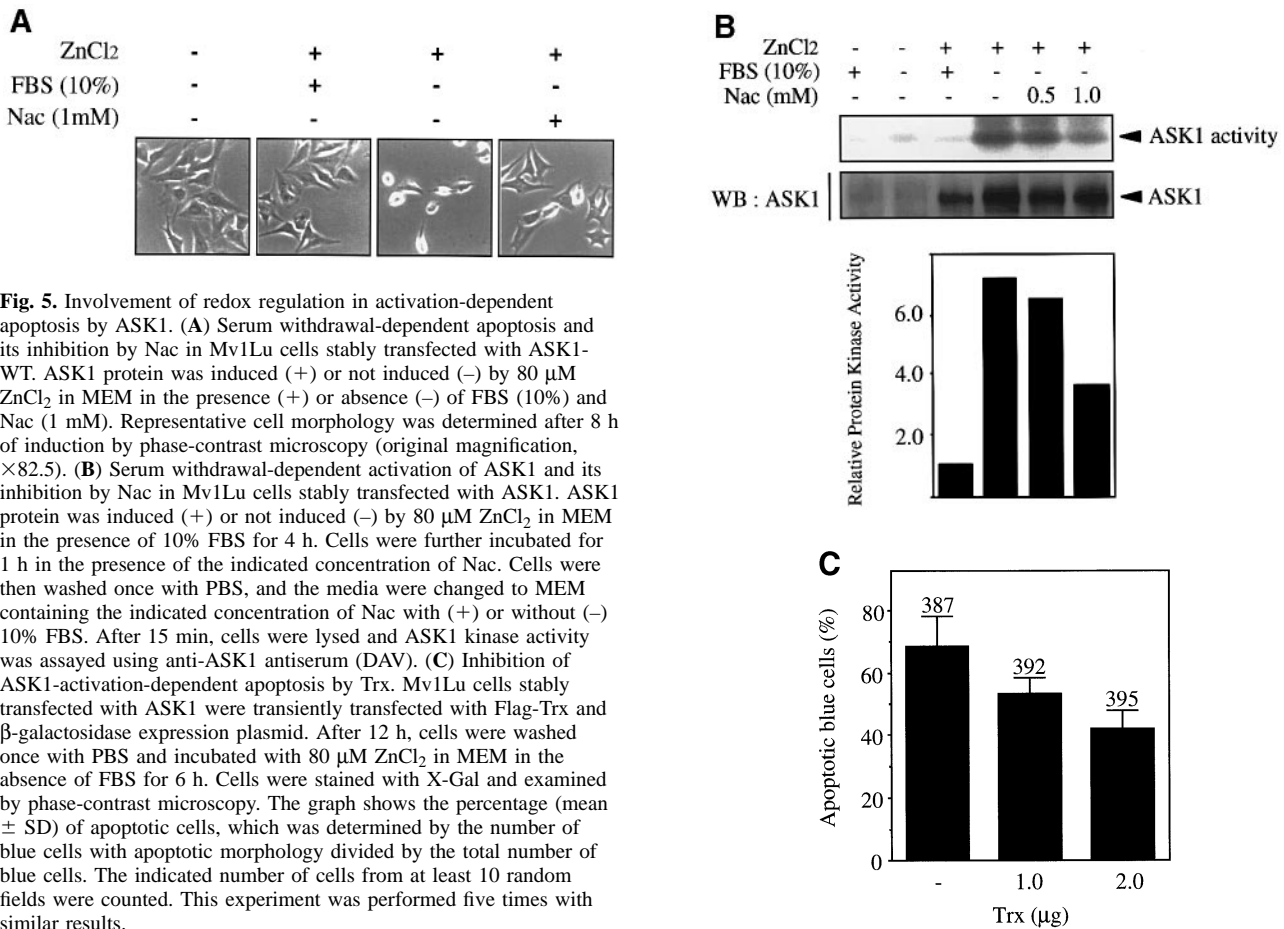 A
ZnCl2 - + + +
FBS (10%) - + - -
Nac (1mM) - - - +
Fig. 5. Involvement of redox regulation in activation-dependent
apoptosis by ASK1. (A) Serum withdrawal-dependent apoptosis and
its inhibition by Nac in Mv1Lu cells stably transfected with ASK1-
WT. ASK1 protein was induced (+) or not induced (–) by 80 μM
ZnCl2 in MEM in the presence (+) or absence (–) of FBS (10%) and
Nac (1 mM). Representative cell morphology was determined after 8 h
of induction by phase-contrast microscopy (original magnification,
×82.5). (B) Serum withdrawal-dependent activation of ASK1 and its
inhibition by Nac in Mv1Lu cells stably transfected with ASK1. ASK1
protein was induced (+) or not induced (–) by 80 μM ZnCl2 in MEM
in the presence of 10% FBS for 4 h. Cells were further incubated for
1 h in the presence of the indicated concentration of Nac. Cells were
then washed once with PBS, and the media were changed to MEM
containing the indicated concentration of Nac with (+) or without (–)
10% FBS. After 15 min, cells were lysed and ASK1 kinase activity
was assayed using anti-ASK1 antiserum (DAV). (C) Inhibition of
ASK1-activation-dependent apoptosis by Trx. Mv1Lu cells stably
transfected with ASK1 were transiently transfected with Flag-Trx and
β-galactosidase expression plasmid. After 12 h, cells were washed
once with PBS and incubated with 80 μM ZnCl2 in MEM in the
absence of FBS for 6 h. Cells were stained with X-Gal and examined
by phase-contrast microscopy. The graph shows the percentage (mean
± SD) of apoptotic cells, which was determined by the number of
blue cells with apoptotic morphology divided by the total number of
blue cells. The indicated number of cells from at least 10 random
fields were counted. This experiment was performed five times with
similar results.
B
ZnCl2 - - + + + +
FBS (10%) + - + - - -
Nac (mM) - - - - 0.5 1.0
ASK1 activity
WB : ASK1
ASK1
Relative Protein Kinase Activity
6.0
4.0
2.0
C
Apoptotic blue cells (%)
80
60
40
20
0
387
392
395
- 1.0 2.0
Trx (μg)